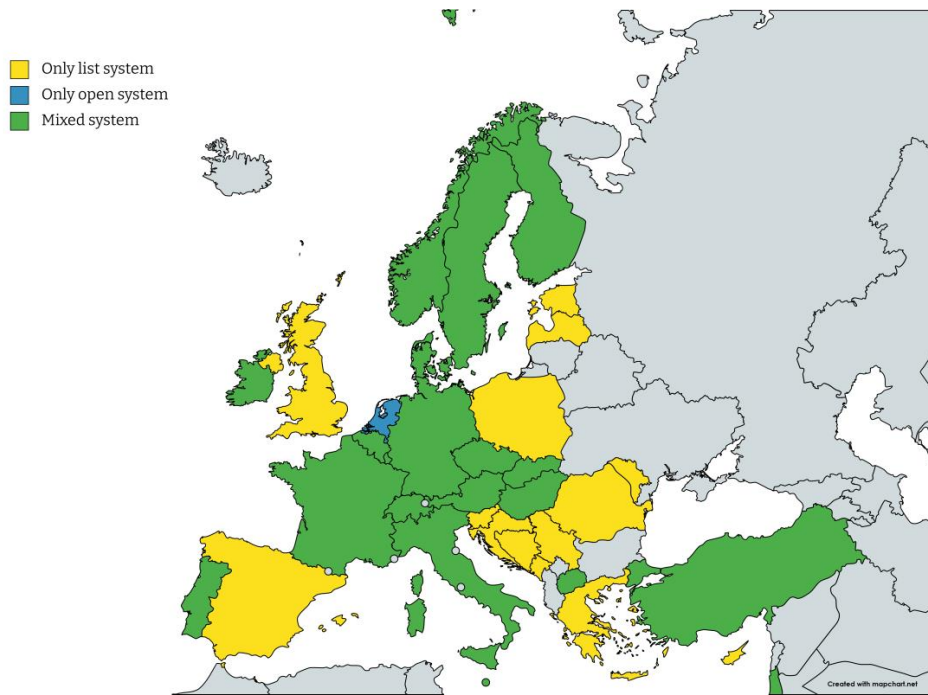 Only list system
Only open system
Mixed system
Created with mapchart.net